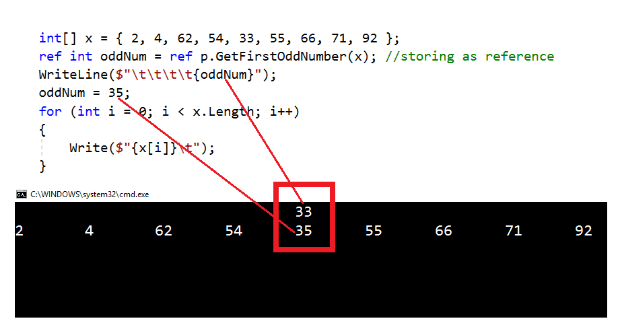 int[] x = { 2, 4, 62, 54, 33, 55, 66, 71, 92 };
ref int oddNum = ref p.GetFirstOddNumber(x); //storing as reference
WriteLine($"\t\t\t\t{oddNum}");
oddNum = 35;
for (int i = 0; i < x.Length; i++)
{
Write($"{x[i]}\t");
}
C:\WINDOWS\system32\cmd.exe
33
2 4 62 54 35 55 66 71 92